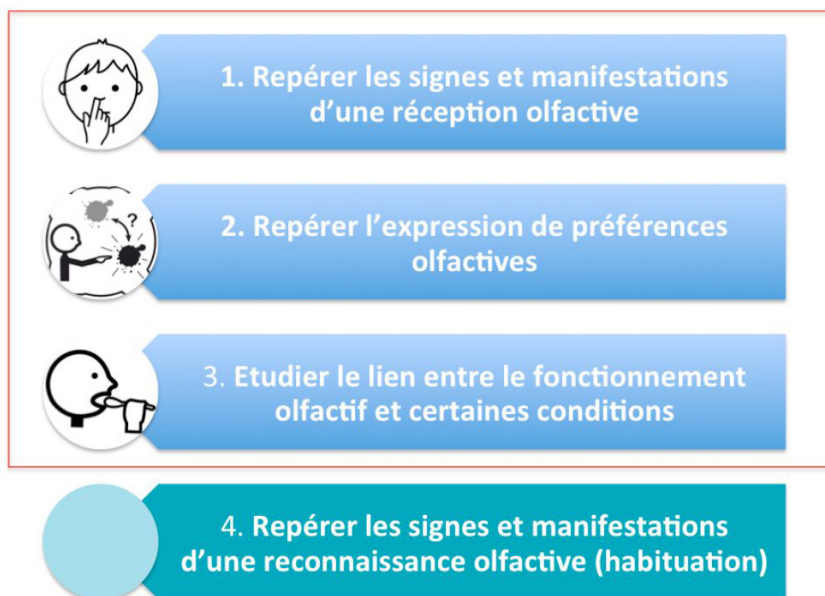 1. Repérer les signes et manifestations
d’une réception olfactive
?
2. Repérer l’expression de préférences
olfactives
3. Etudier le lien entre le fonctionnement
olfactif et certaines conditions
4. Repérer les signes et manifestations
d’une reconnaissance olfactive (habituation)